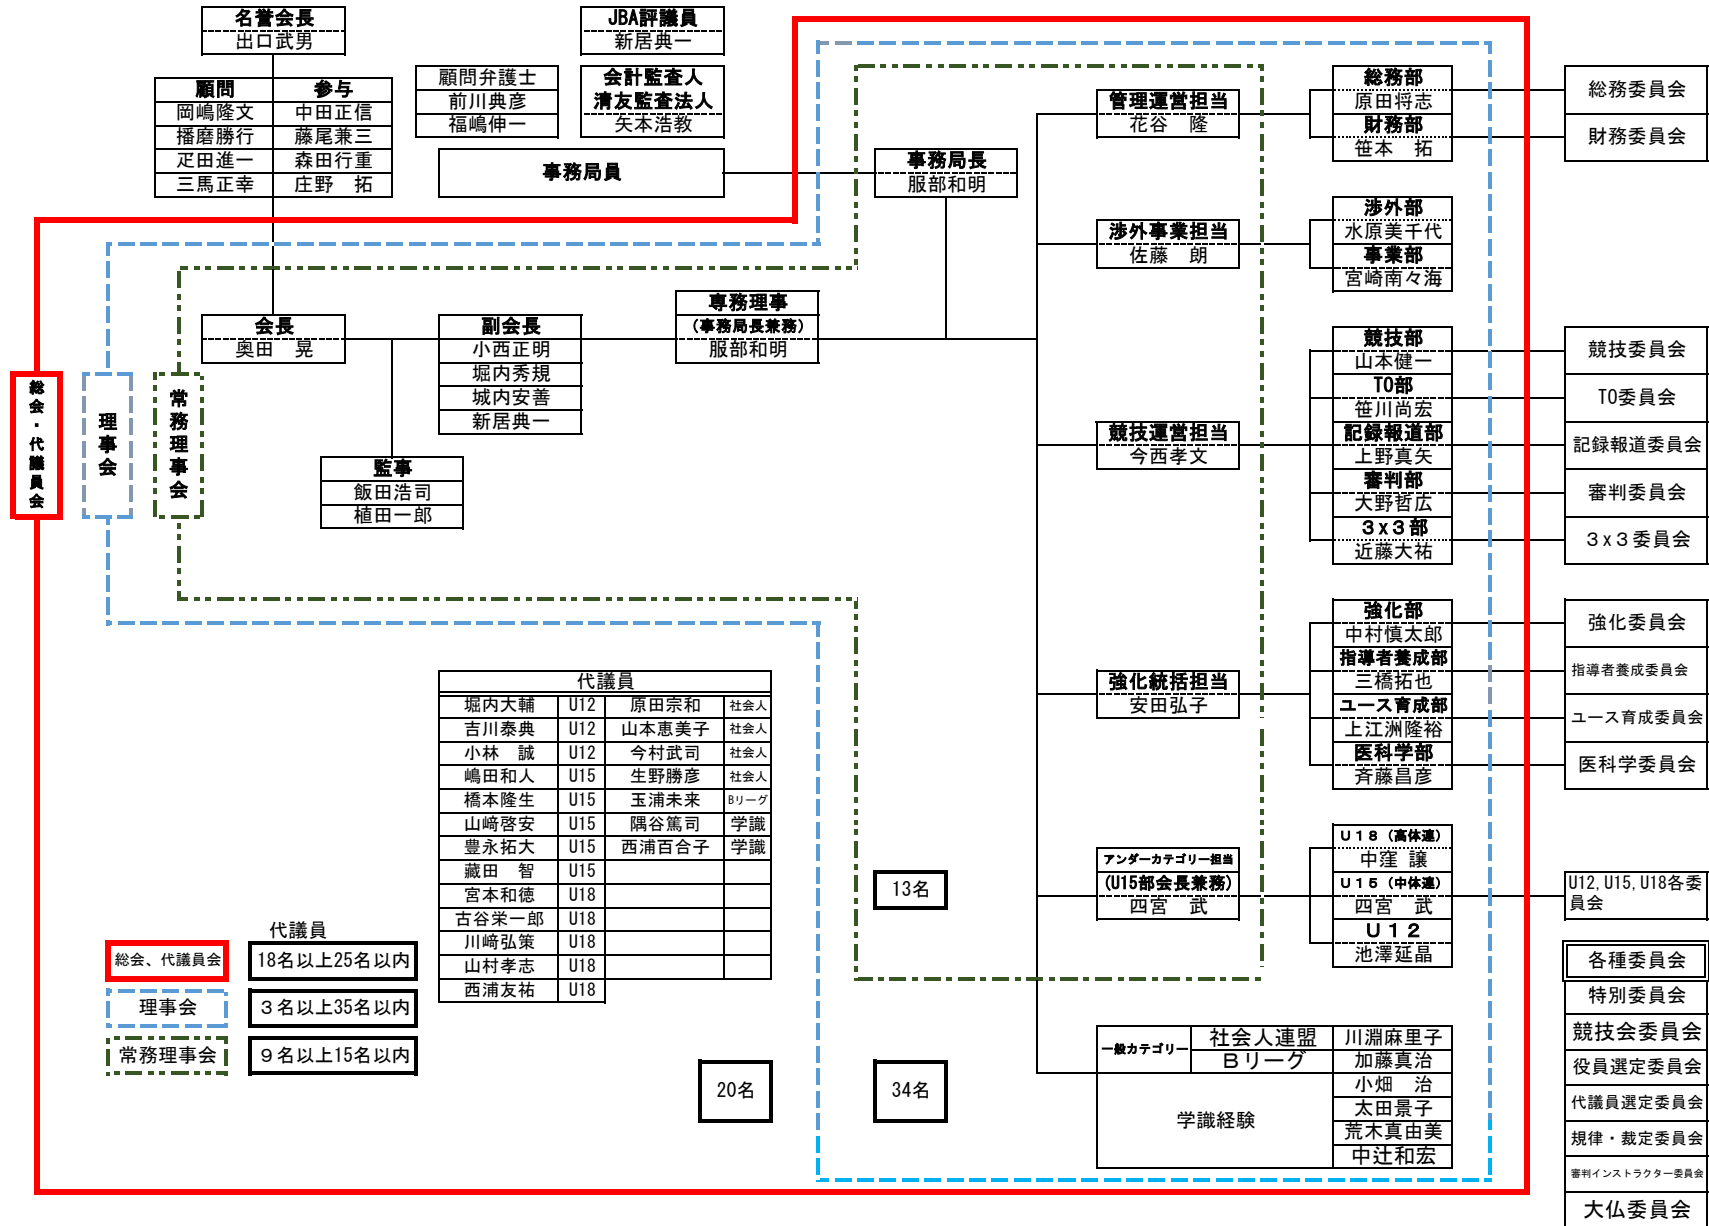 名誉会長
出口武男
JBA評議員
新居典一
顧問 参与
岡嶋隆文 中田正信
播磨勝行 藤尾兼三
疋田進一 森田行重
三馬正幸 庄野　拓
顧問弁護士
前川典彦
福嶋伸一
会計監査人
清友監査法人
矢本浩教
事務局員
事務局長
服部和明
管理運営担当
花谷　隆
総務部
原田将志
財務部
笹本　拓
総務委員会
財務委員会
渉外事業担当
佐藤　朗
渉外部
水原美千代
事業部
宮崎南々海
会長
奥田　晃
副会長
小西正明
堀内秀規
城内安善
新居典一
専務理事
（事務局長兼務）
服部和明
監事
飯田浩司
植田一郎
総会・代議員会
理事会
常務理事会
競技運営担当
今西孝文
競技部
山本健一
TO部
笹川尚宏
記録報道部
上野真矢
審判部
大野哲広
３x３部
近藤大祐
競技委員会
TO委員会
記録報道委員会
審判委員会
３x３委員会
強化統括担当
安田弘子
強化部
中村慎太郎
指導者養成部
三橋拓也
ユース育成部
上江洲隆裕
医科学部
斉藤昌彦
強化委員会
指導者養成委員会
ユース育成委員会
医科学委員会
代議員
堀内大輔 U12 原田宗和 社会人
吉川泰典 U12 山本恵美子 社会人
小林　誠 U12 今村武司 社会人
嶋田和人 U15 生野勝彦 社会人
橋本隆生 U15 玉浦未来 Bリーグ
山﨑啓安 U15 隅谷篤司 学識
豊永拓大 U15 西浦百合子 学識
蔵田　智 U15
宮本和徳 U18
古谷栄一郎 U18
川﨑弘策 U18
山村孝志 U18
西浦友祐 U18
アンダーカテゴリー担当
(U15部会長兼務)
四宮　武
Ｕ１８（高体連）
中窪 譲
Ｕ１５（中体連）
四宮　武
Ｕ１２
池澤延晶
U12,U15,U18各委員会
13名
代議員
総会、代議員会 18名以上25名以内
理事会 ３名以上35名以内
常務理事会 ９名以上15名以内
20名
34名
一般カテゴリー 社会人連盟 川淵麻里子
Ｂリーグ 加藤真治
学識経験
小畑　治
太田景子
荒木真由美
中辻和宏
各種委員会
特別委員会
競技会委員会
役員選定委員会
代議員選定委員会
規律・裁定委員会
審判インストラクター委員会
大仏委員会